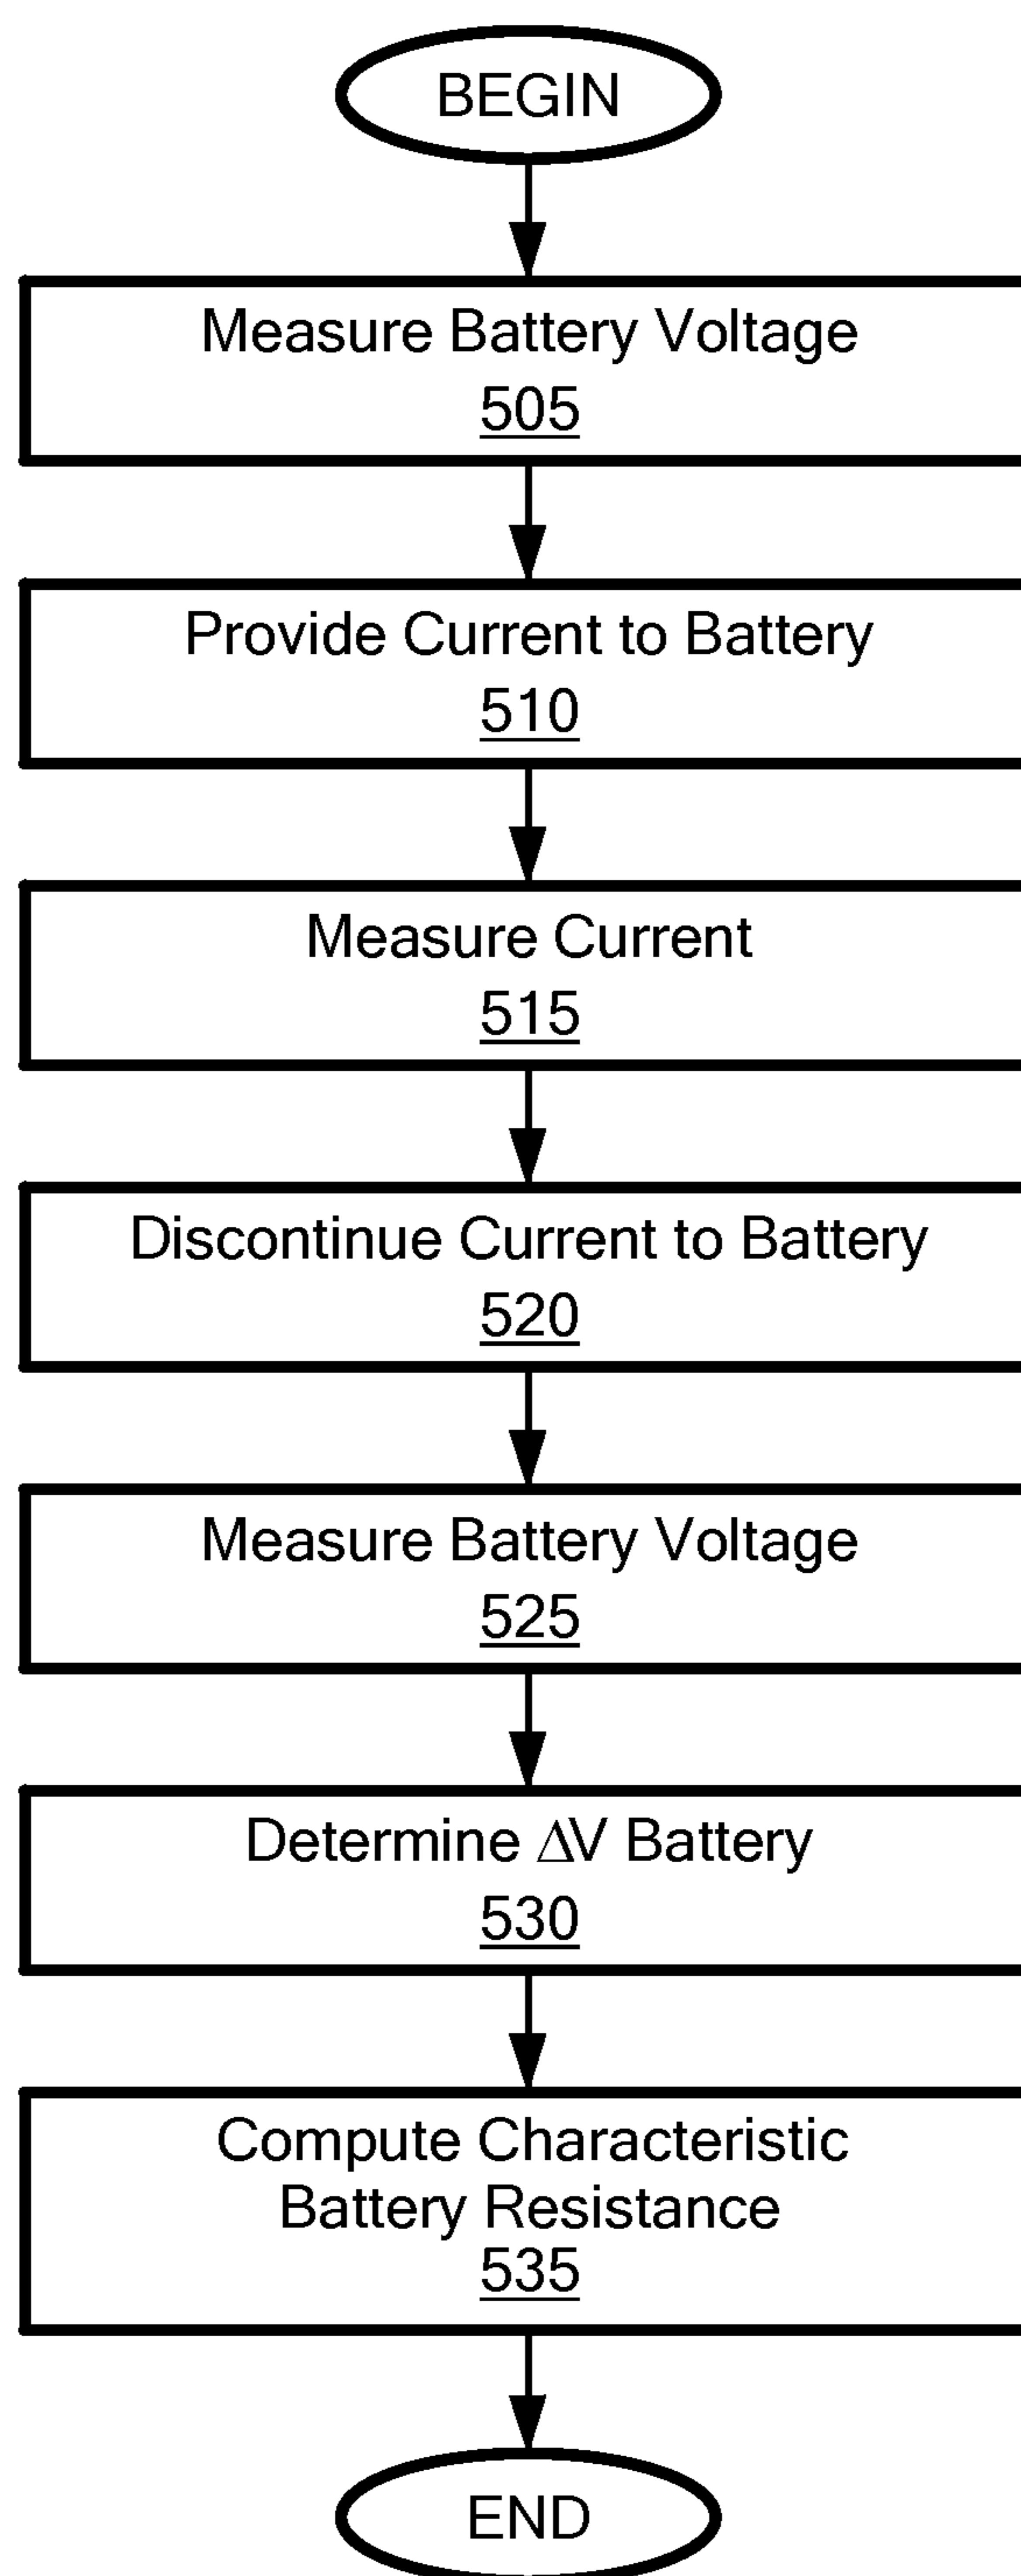 BEGIN
Measure Battery Voltage
505
Provide Current to Battery
510
Measure Current
515
Discontinue Current to Battery
520
Measure Battery Voltage
525
Determine ΔV Battery
530
Compute Characteristic
Battery Resistance
535
END